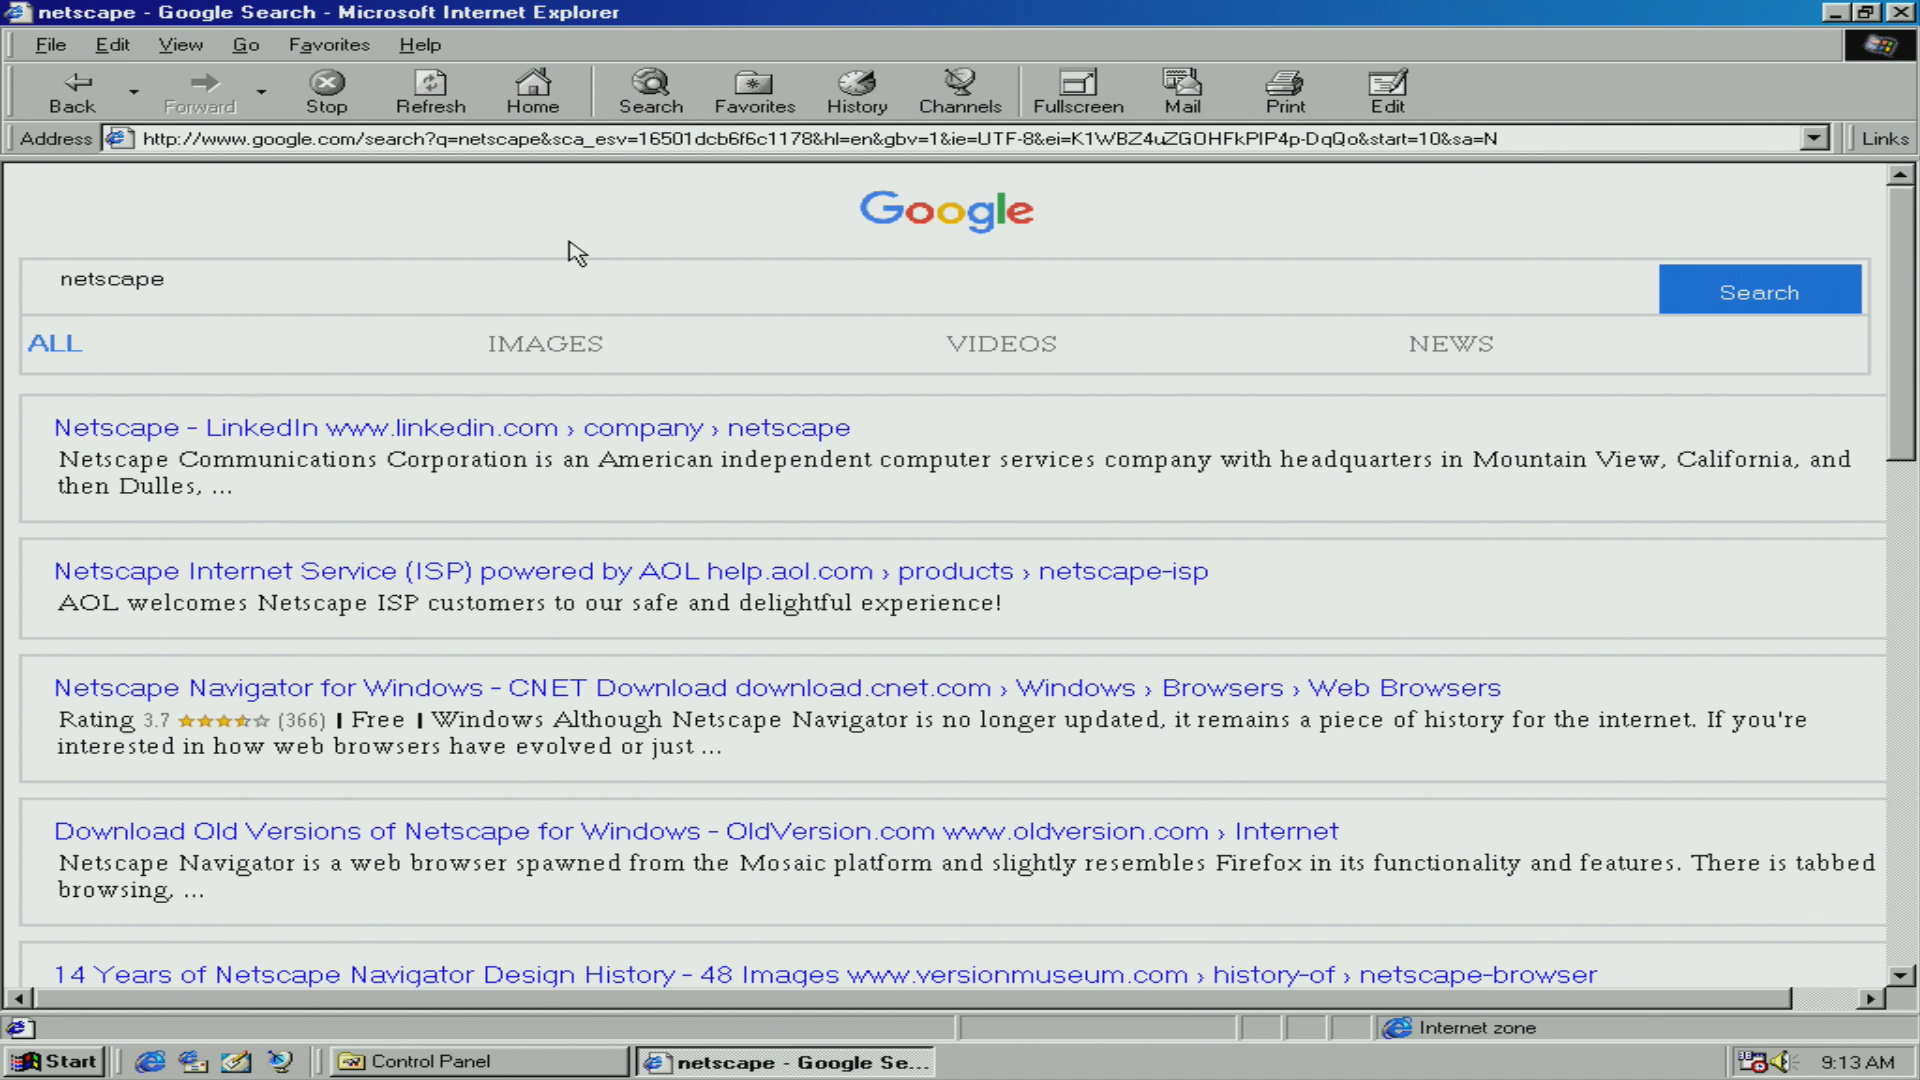 netscape - Google Search - Microsoft Internet Explorer
File Edit View Go Favorites Help
Back Forward Stop Refresh Home Search Favorites History Channels Fullscreen Mail Print Edit
Address http://www.google.com/search?q=netscape&sca_esv=16501dcb6f6c1178&hl=en&gbv=1&ie=UTF-8&ei=K1WBZ4uZGOHFkPIP4p-DqQo&start=10&sa=N Links
Google
netscape Search
ALL IMAGES VIDEOS NEWS
Netscape - LinkedIn www.linkedin.com › company › netscape
Netscape Communications Corporation is an American independent computer services company with headquarters in Mountain View, California, and
then Dulles, ...
Netscape Internet Service (ISP) powered by AOL help.aol.com › products › netscape-isp
AOL welcomes Netscape ISP customers to our safe and delightful experience!
Netscape Navigator for Windows - CNET Download download.cnet.com › Windows › Browsers › Web Browsers
Rating 3.7 (366) | Free | Windows Although Netscape Navigator is no longer updated, it remains a piece of history for the internet. If you're
interested in how web browsers have evolved or just ...
Download Old Versions of Netscape for Windows - OldVersion.com www.oldversion.com › Internet
Netscape Navigator is a web browser spawned from the Mosaic platform and slightly resembles Firefox in its functionality and features. There is tabbed
browsing, ...
14 Years of Netscape Navigator Design History - 48 Images www.versionmuseum.com › history-of › netscape-browser
Internet zone
Start Control Panel netscape - Google Se... 9:13 AM